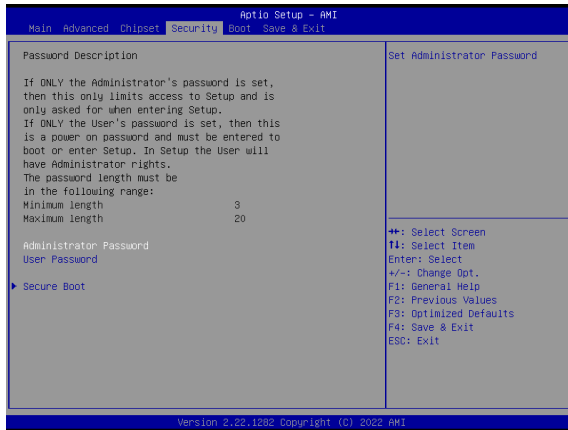 Aptio Setup - AMI
Main Advanced Chipset Security Boot Save & Exit
Password Description
If ONLY the Administrator's password is set,
then this only limits access to Setup and is
only asked for when entering Setup.
If ONLY the User's password is set, then this
is a power on password and must be entered to
boot or enter Setup. In Setup the User will
have Administrator rights.
The password length must be
in the following range:
Minimum length 3
Maximum length 20
Administrator Password
User Password
Secure Boot
Set Administrator Password
→←: Select Screen
↑↓: Select Item
Enter: Select
+/-: Change Opt.
F1: General Help
F2: Previous Values
F3: Optimized Defaults
F4: Save & Exit
ESC: Exit
Version 2.22.1282 Copyright (C) 2022 AMI